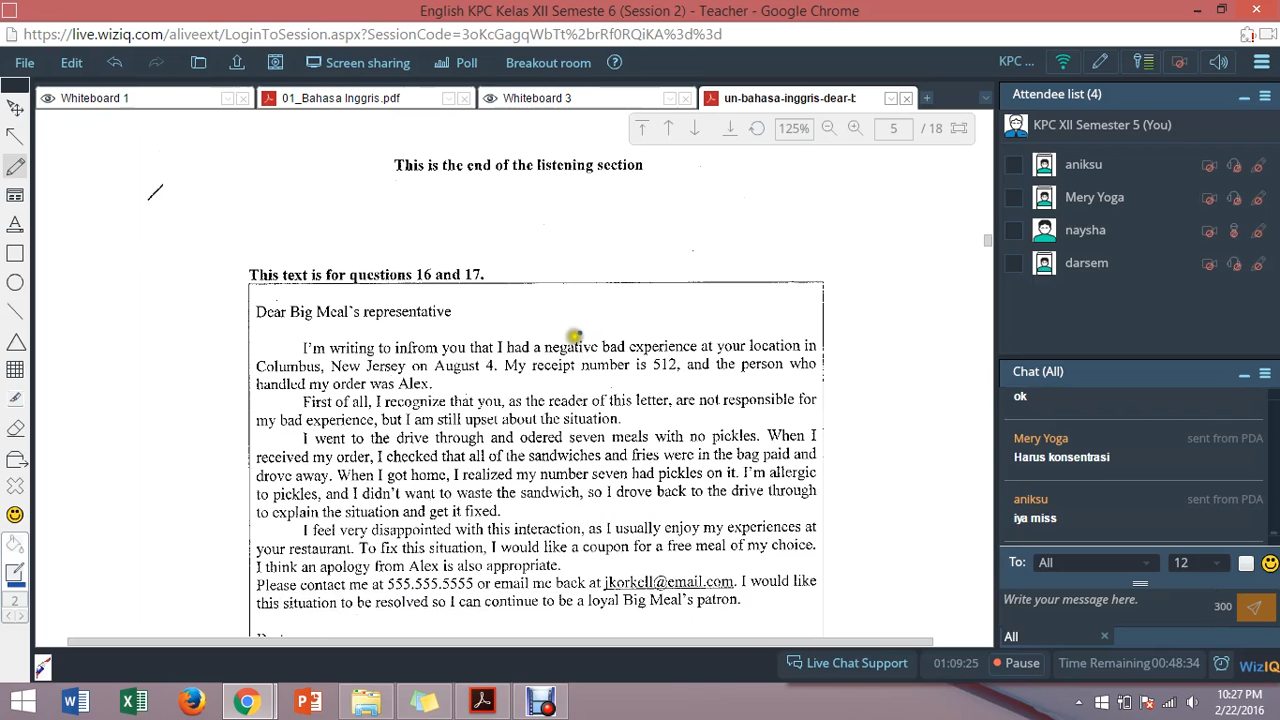 English KPC Kelas XII Semeste 6 (Session 2) - Teacher - Google Chrome
https://live.wiziq.com/aliveext/LoginToSession.aspx?SessionCode=3oKcGagqWbTt%2brRf0RQiKA%3d%3d
File Edit Screen sharing Poll Breakout room KPC ...
Whiteboard 1 01_Bahasa Inggris.pdf Whiteboard 3 un-bahasa-inggris-dear-b
125% 5 / 18
This is the end of the listening section
This text is for questions 16 and 17.
Dear Big Meal's representative
I'm writing to infrom you that I had a negative bad experience at your location in
Columbus, New Jersey on August 4. My receipt number is 512, and the person who
handled my order was Alex.
First of all, I recognize that you, as the reader of this letter, are not responsible for
my bad experience, but I am still upset about the situation.
I went to the drive through and odered seven meals with no pickles. When I
received my order, I checked that all of the sandwiches and fries were in the bag paid and
drove away. When I got home, I realized my number seven had pickles on it. I'm allergic
to pickles, and I didn't want to waste the sandwich, so I drove back to the drive through
to explain the situation and get it fixed.
I feel very disappointed with this interaction, as I usually enjoy my experiences at
your restaurant. To fix this situation, I would like a coupon for a free meal of my choice.
I think an apology from Alex is also appropriate.
Please contact me at 555.555.5555 or email me back at jkorkell@email.com. I would like
this situation to be resolved so I can continue to be a loyal Big Meal's patron.
2
Attendee list (4)
KPC XII Semester 5 (You)
aniksu
Mery Yoga
naysha
darsem
Chat (All)
ok
Mery Yoga sent from PDA
Harus konsentrasi
aniksu sent from PDA
iya miss
To: All 12
Write your message here. 300
All
Live Chat Support 01:09:25 Pause Time Remaining 00:48:34 WizIQ
10:27 PM
2/22/2016